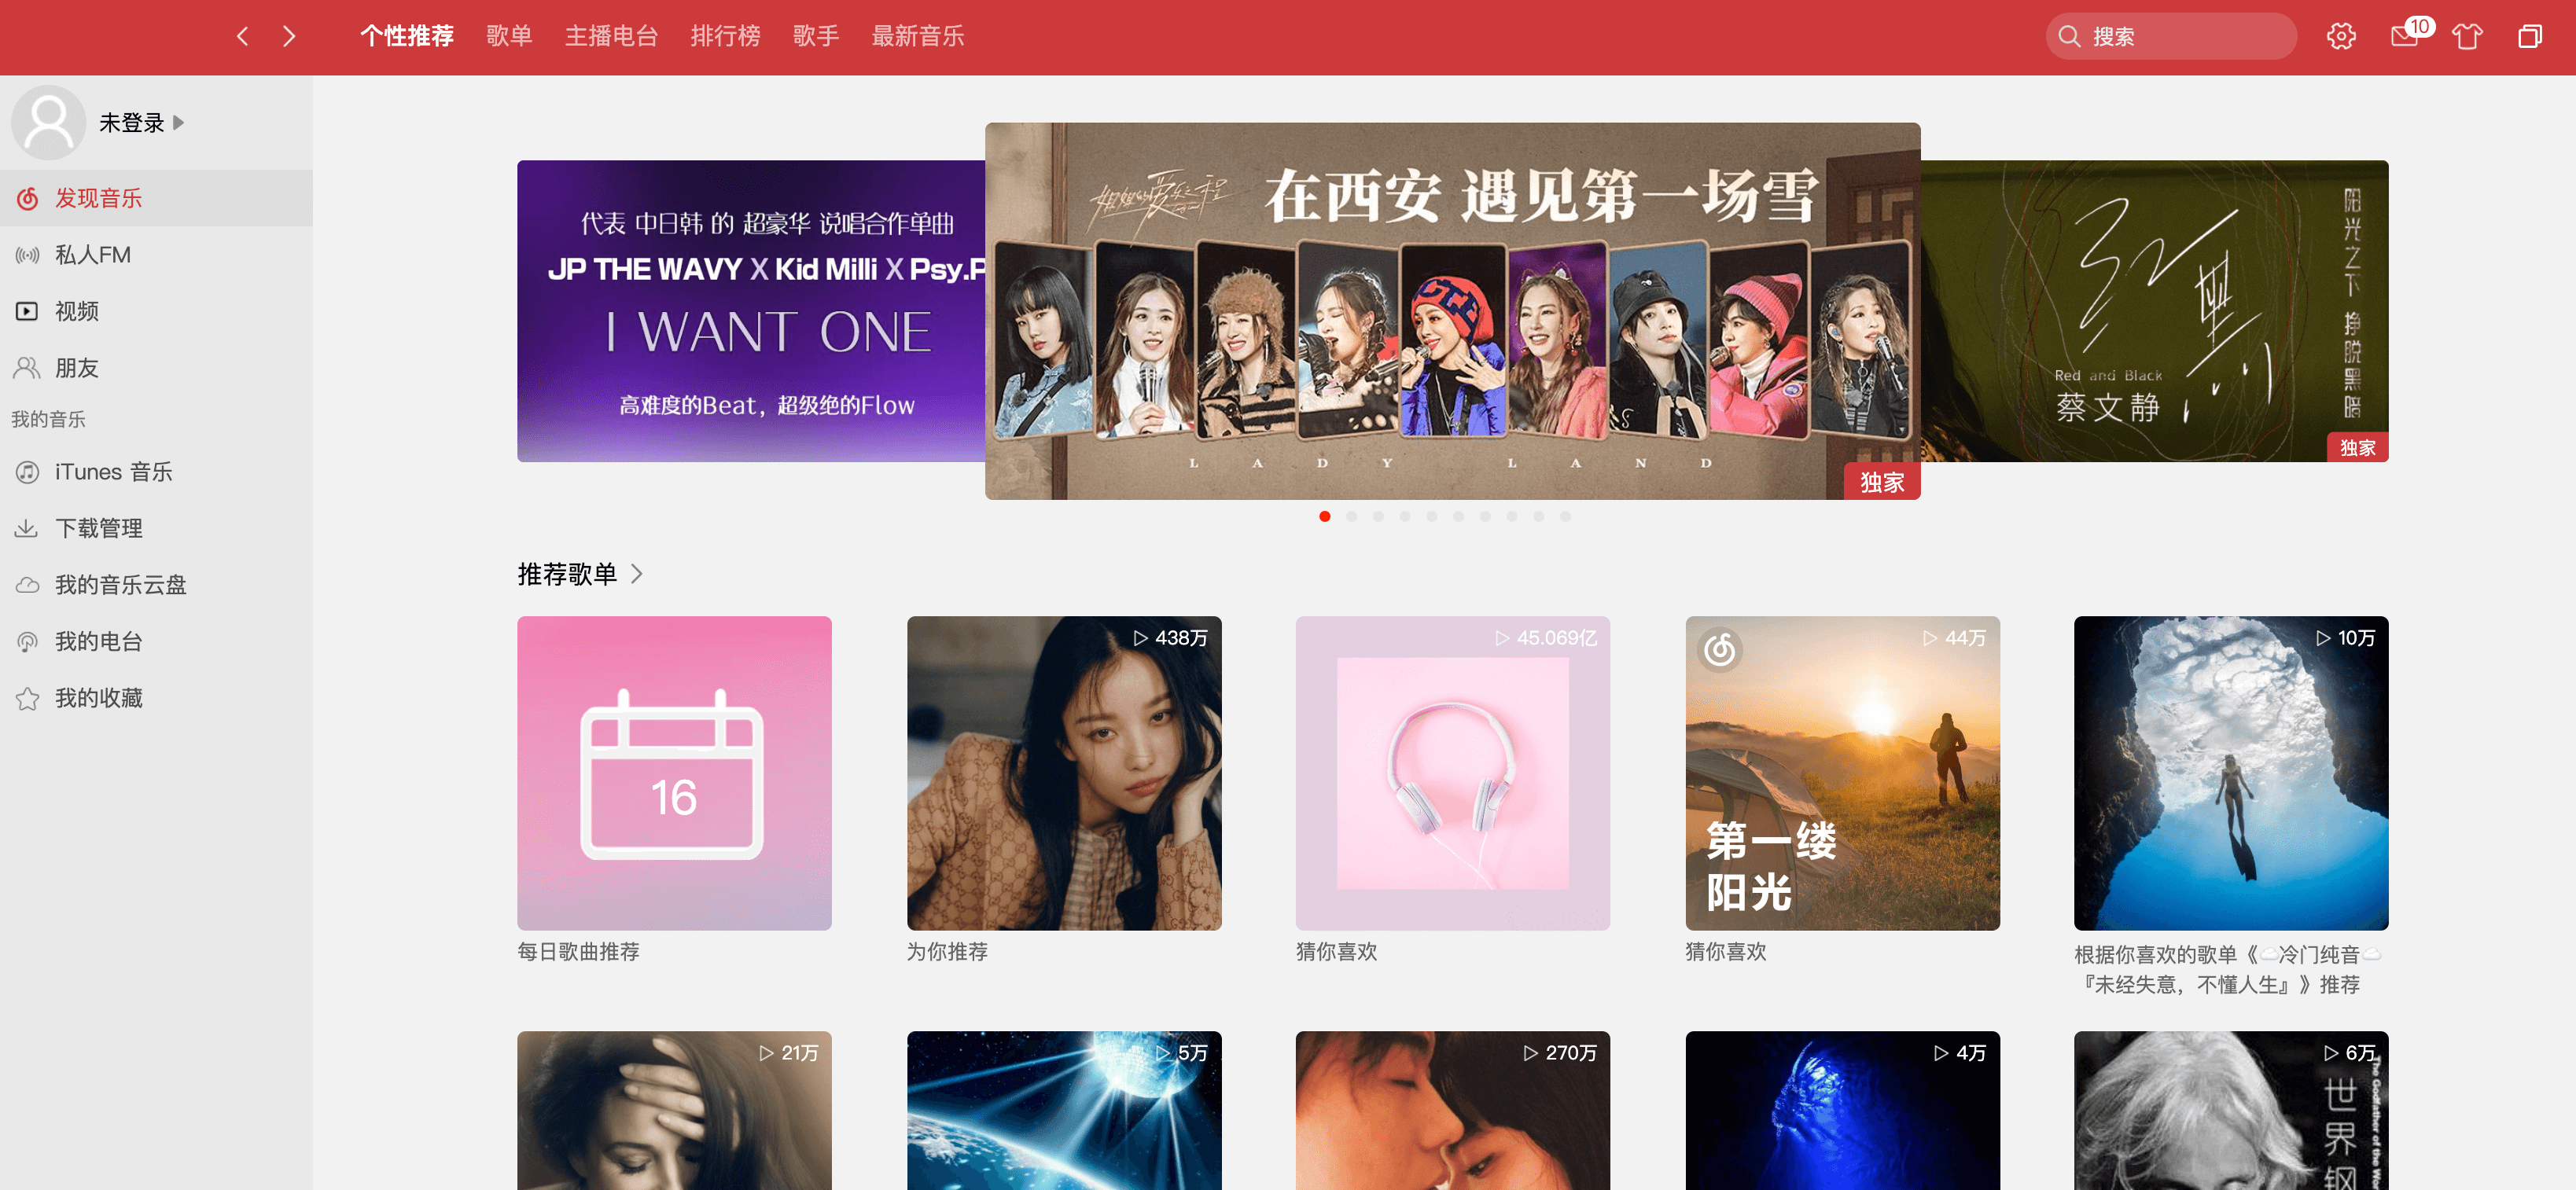 个性推荐
歌单
主播电台
排行榜
歌手
最新音乐
搜索
10
未登录
发现音乐
私人FM
视频
朋友
我的音乐
iTunes 音乐
下载管理
我的音乐云盘
我的电台
我的收藏
代表 中日韩 的 超豪华 说唱合作单曲
JP THE WAVY X Kid Milli X Psy.P
I WANT ONE
高难度的Beat，超级绝的Flow
姐姐的爱乐之程
在西安 遇见第一场雪
LADY LAND
独家
红黑
Red and Black
蔡文静
阳光之下 挣脱黑暗
独家
推荐歌单
16
每日歌曲推荐
438万
为你推荐
45.069亿
猜你喜欢
44万
第一缕
阳光
猜你喜欢
10万
根据你喜欢的歌单《☁️冷门纯音☁️
『未经失意，不懂人生』》推荐
21万
5万
270万
4万
6万
世界钢
The Godfather of the Wor